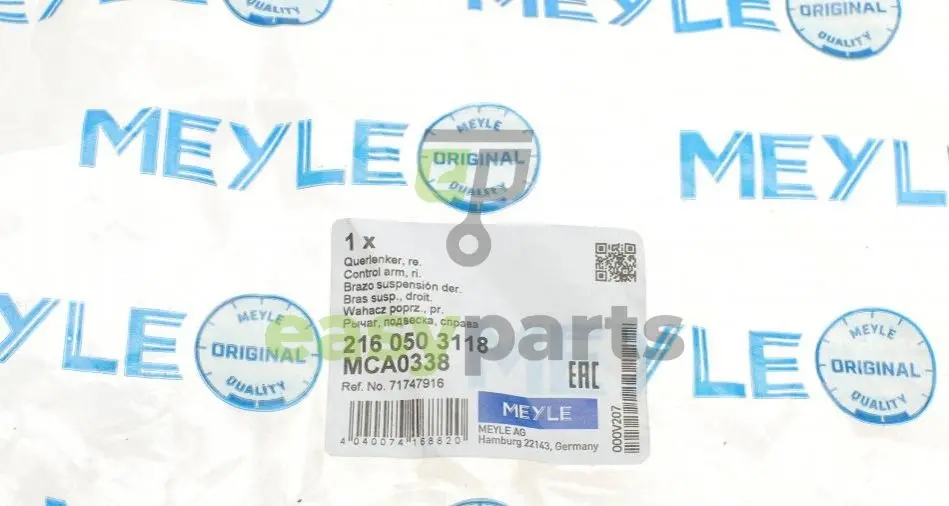 QUALITY
MEYLE
ORIGINAL
QUALITY
MEYLE
MEYLE
ORIGINAL
QUALITY
MEYLE
1 x
Querlenker, re.
Control arm, ri.
Brazo suspensión der.
Bras susp., droit.
Wahacz poprz., pr.
Рычаг, подвеска, справа
216 050 3118
MCA0338
Ref. No. 71747916
EAC
MEYLE
MEYLE AG
Hamburg 22143, Germany
4 040074 168620
000V207
easyparts
MEYLE
ORIGINAL
QUALITY
MEYLE
ORIGINAL
QUALITY